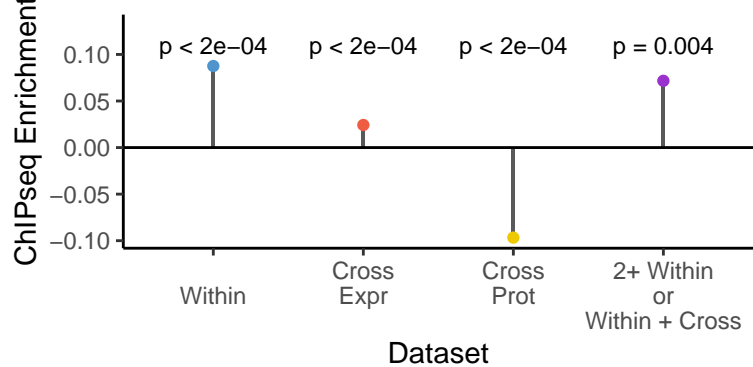 ChIPseq Enrichment
p < 2e−04 p < 2e−04 p < 2e−04 p = 0.004
0.10
0.05
0.00
−0.05
−0.10
Within
Cross
Expr
Cross
Prot
2+ Within
or
Within + Cross
Dataset